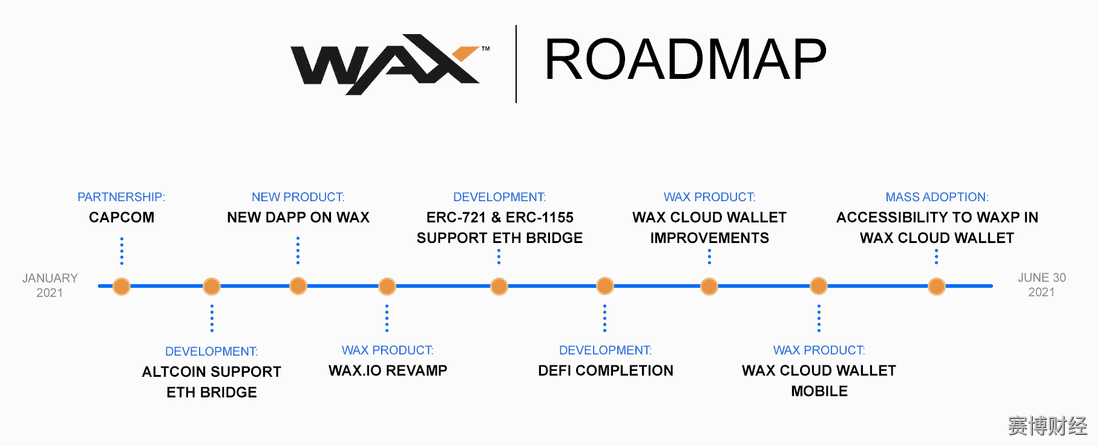 WAX™
ROADMAP
PARTNERSHIP:
CAPCOM
NEW PRODUCT:
NEW DAPP ON WAX
DEVELOPMENT:
ERC-721 & ERC-1155
SUPPORT ETH BRIDGE
WAX PRODUCT:
WAX CLOUD WALLET
IMPROVEMENTS
MASS ADOPTION:
ACCESSIBILITY TO WAXP IN
WAX CLOUD WALLET
JANUARY
2021
JUNE 30
2021
DEVELOPMENT:
ALTCOIN SUPPORT
ETH BRIDGE
WAX PRODUCT:
WAX.IO REVAMP
DEVELOPMENT:
DEFI COMPLETION
WAX PRODUCT:
WAX CLOUD WALLET
MOBILE
赛博财经